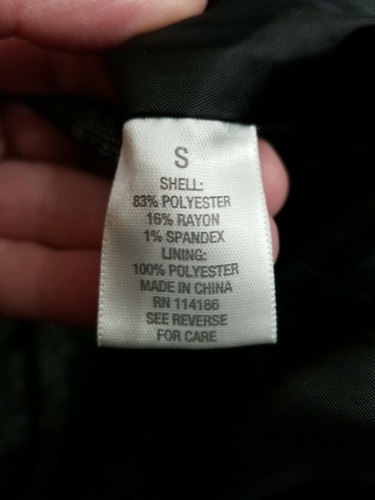 S
SHELL:
83% POLYESTER
16% RAYON
1% SPANDEX
LINING:
100% POLYESTER
MADE IN CHINA
RN 114186
SEE REVERSE
FOR CARE